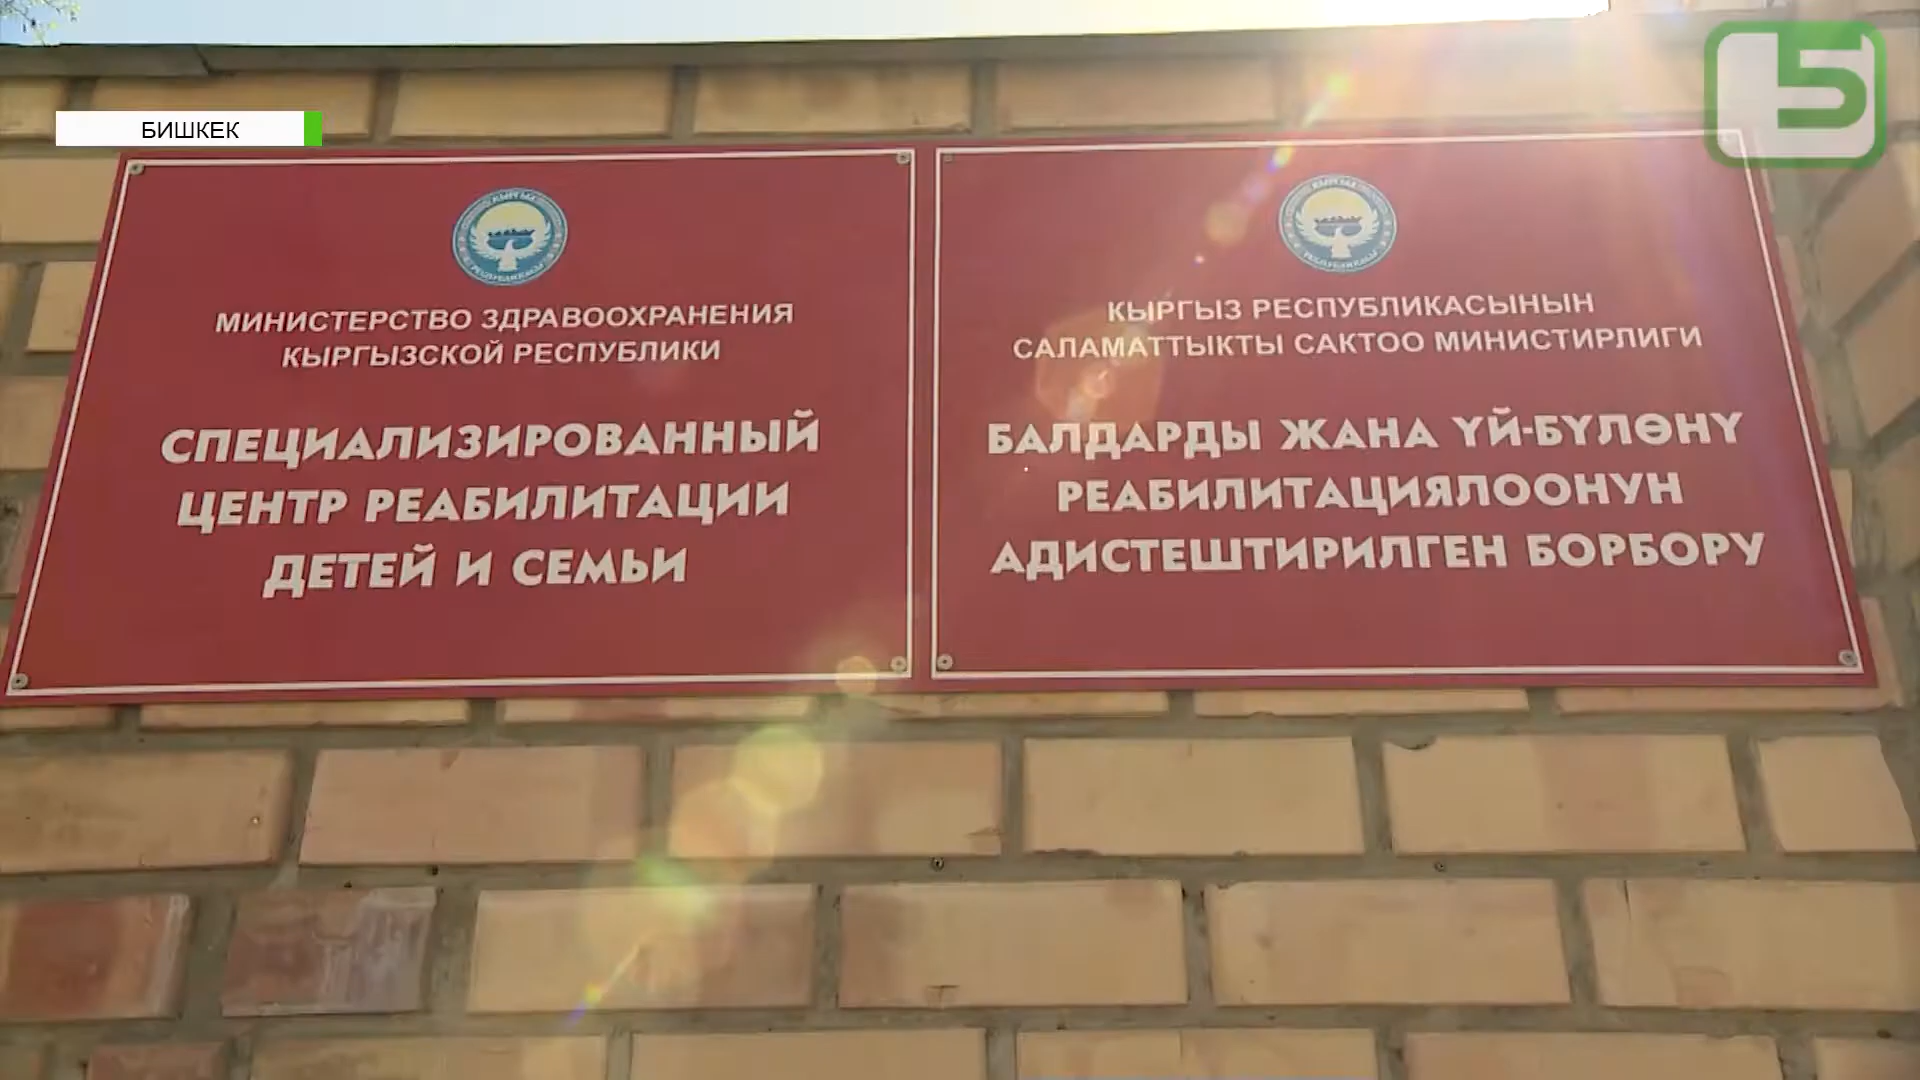 БИШКЕК
5
МИНИСТЕРСТВО ЗДРАВООХРАНЕНИЯ
КЫРГЫЗСКОЙ РЕСПУБЛИКИ
СПЕЦИАЛИЗИРОВАННЫЙ
ЦЕНТР РЕАБИЛИТАЦИИ
ДЕТЕЙ И СЕМЬИ
КЫРГЫЗ РЕСПУБЛИКАСЫНЫН
САЛАМАТТЫКТЫ САКТОО МИНИСТИРЛИГИ
БАЛДАРДЫ ЖАНА ҮЙ-БҮЛӨНҮ
РЕАБИЛИТАЦИЯЛООНУН
АДИСТЕШТИРИЛГЕН БОРБОРУ